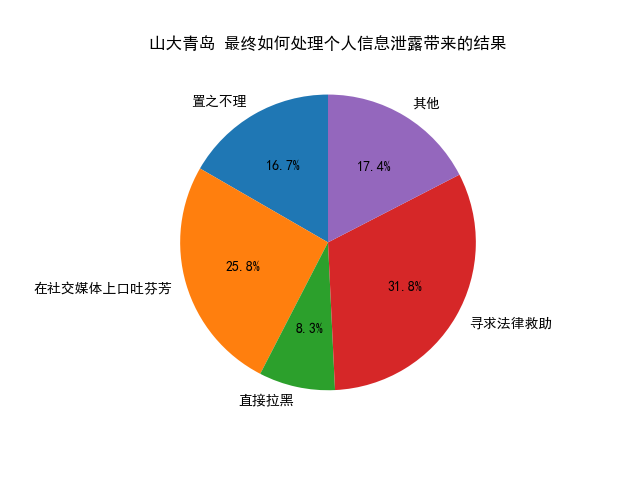 山大青岛 最终如何处理个人信息泄露带来的结果
置之不理
其他
16.7%
17.4%
25.8%
31.8%
在社交媒体上口吐芬芳
寻求法律救助
8.3%
直接拉黑